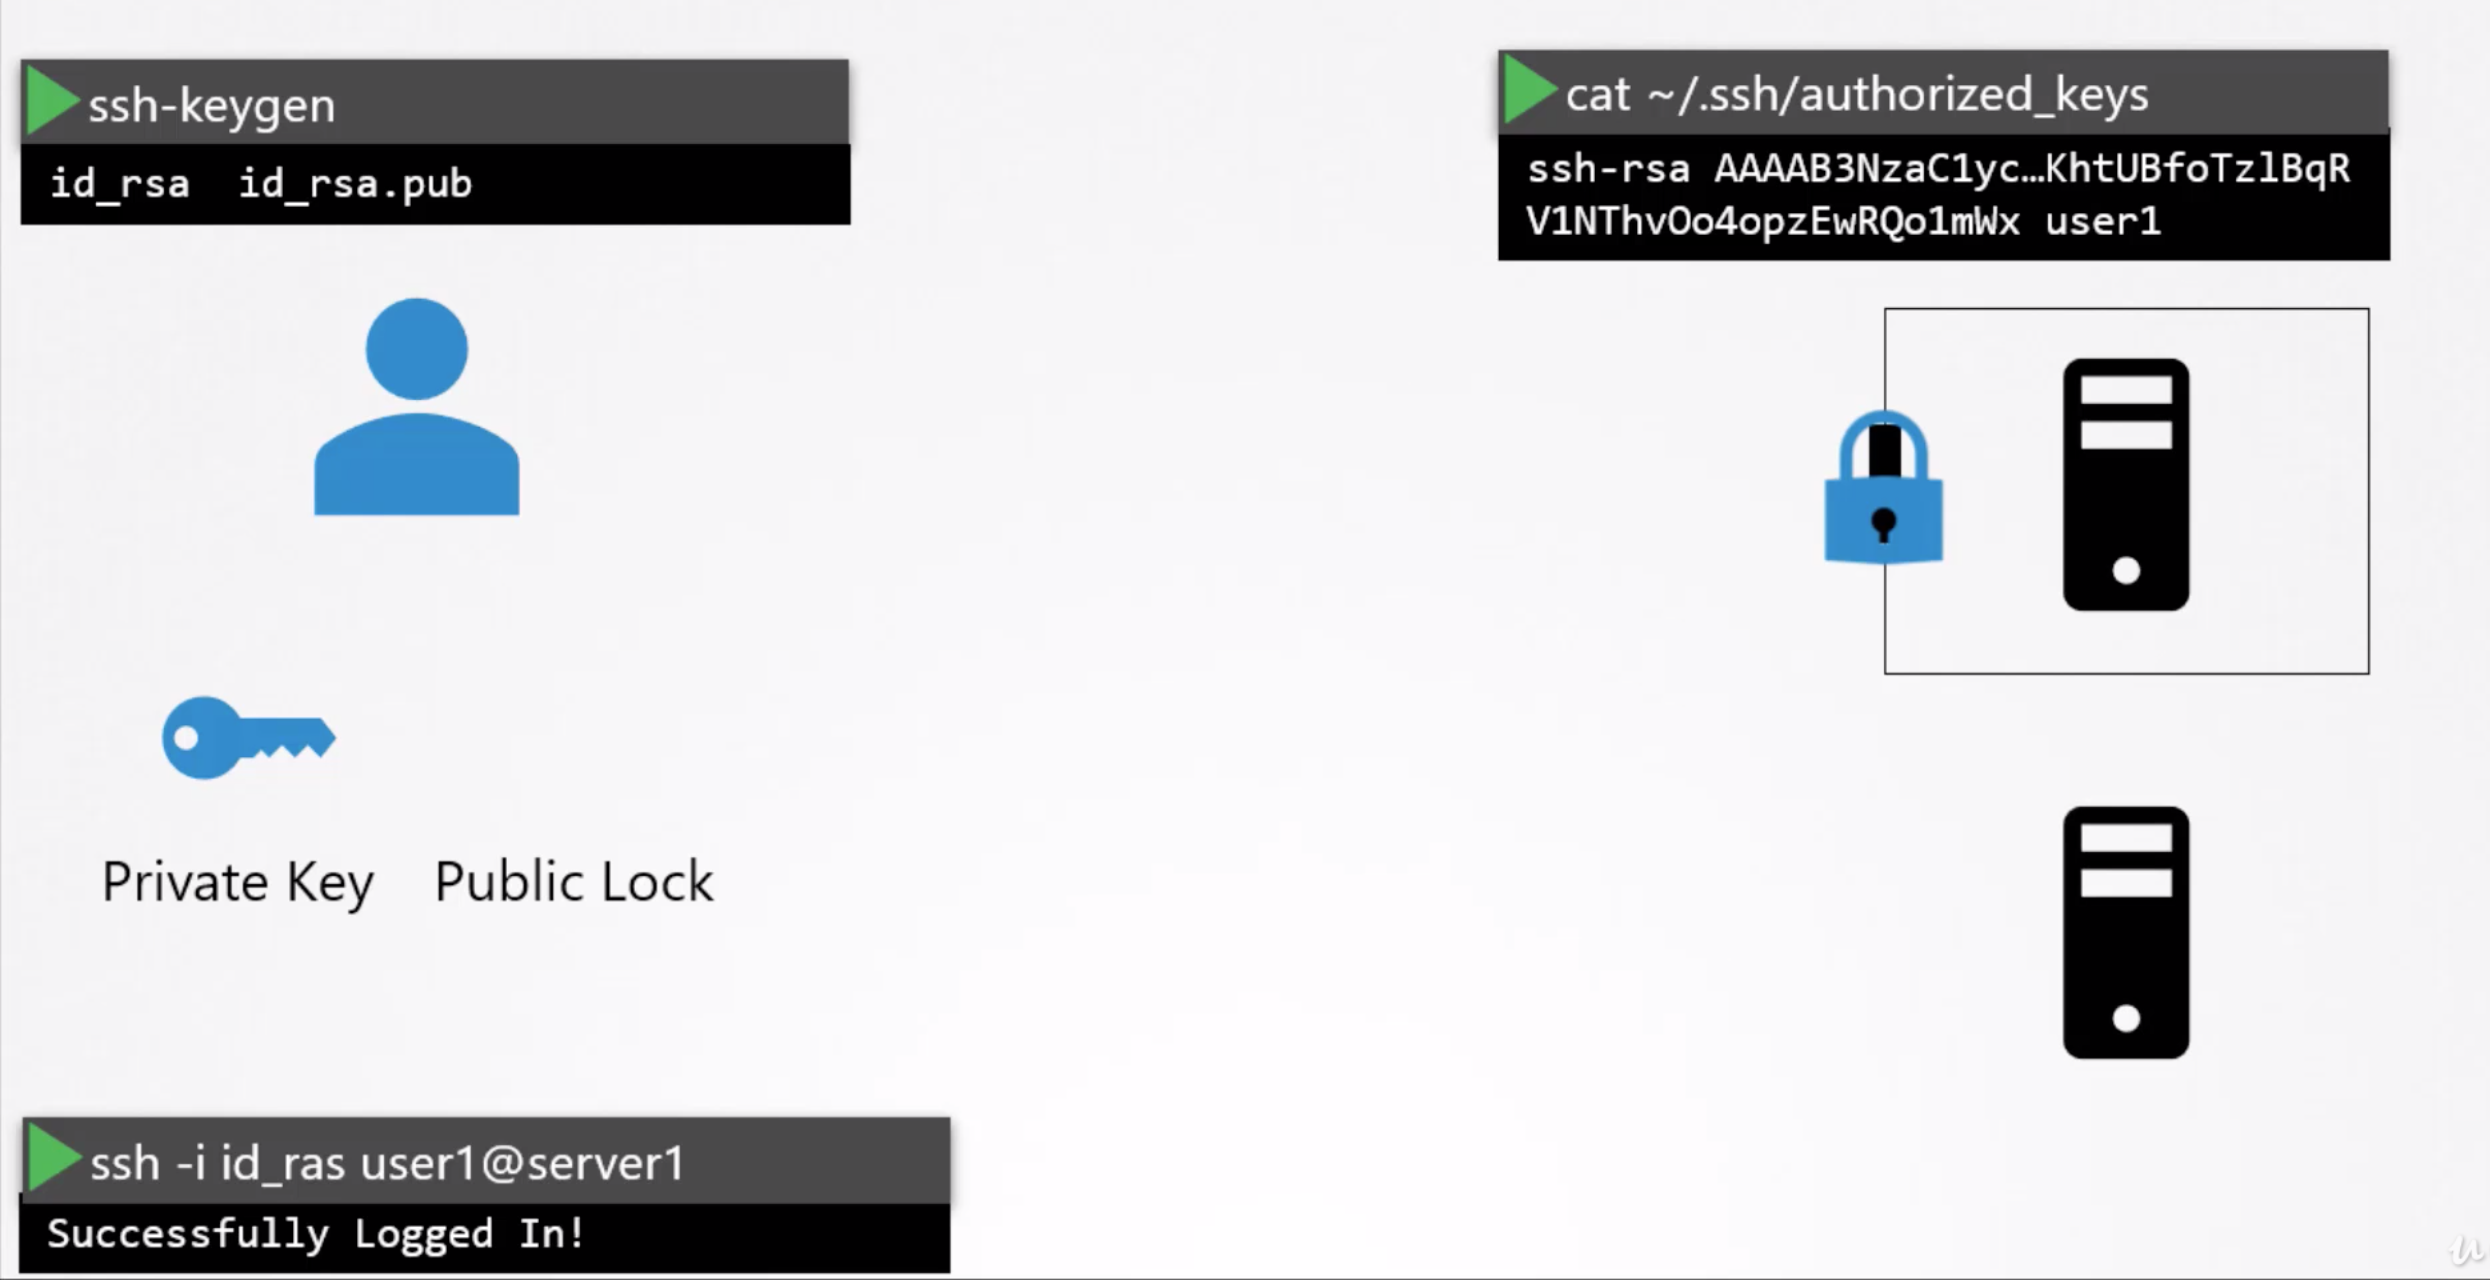 ssh-keygen
id_rsa  id_rsa.pub
cat ~/.ssh/authorized_keys
ssh-rsa AAAAB3NzaC1yc…KhtUBfoTzlBqR
V1NThvOo4opzEwRQo1mWx user1
Private Key
Public Lock
ssh -i id_ras user1@server1
Successfully Logged In!
u